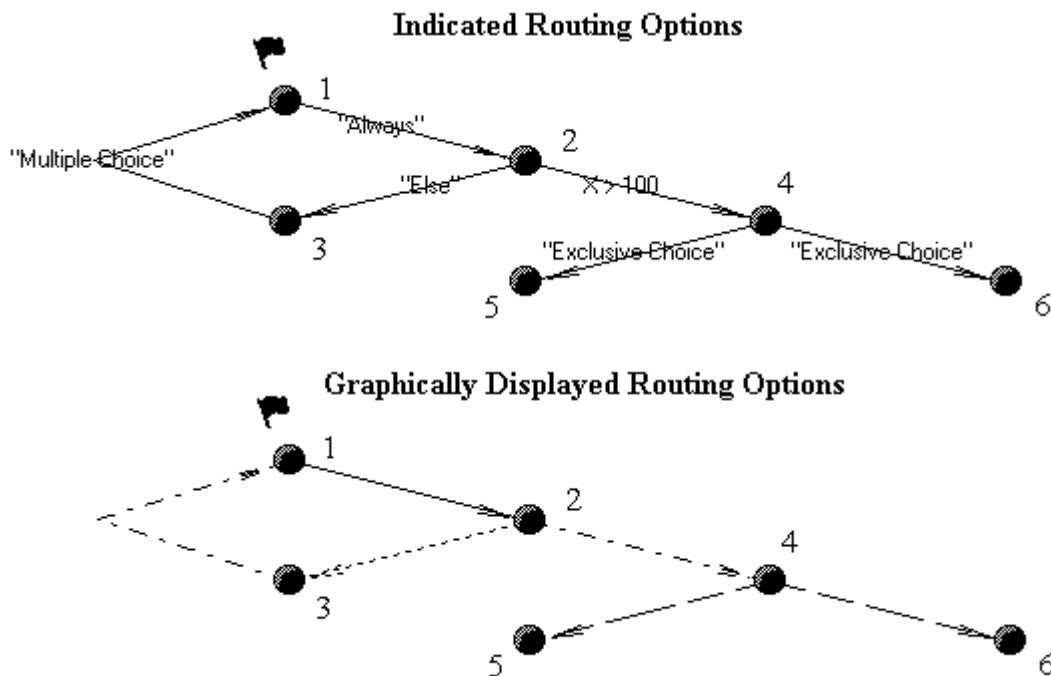 Indicated Routing Options
1
"Always"
"Multiple Choice"
2
"Else"
X > 100
4
3
"Exclusive Choice" "Exclusive Choice"
5
6
Graphically Displayed Routing Options
1
2
4
3
5
6